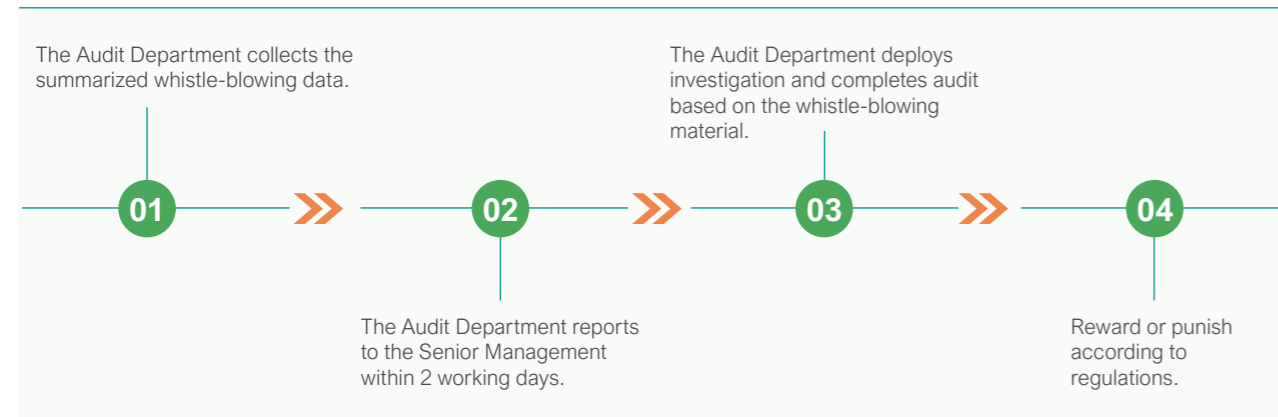 The Audit Department collects the
summarized whistle-blowing data.
The Audit Department deploys
investigation and completes audit
based on the whistle-blowing
material.
01
02
03
04
The Audit Department reports
to the Senior Management
within 2 working days.
Reward or punish
according to
regulations.